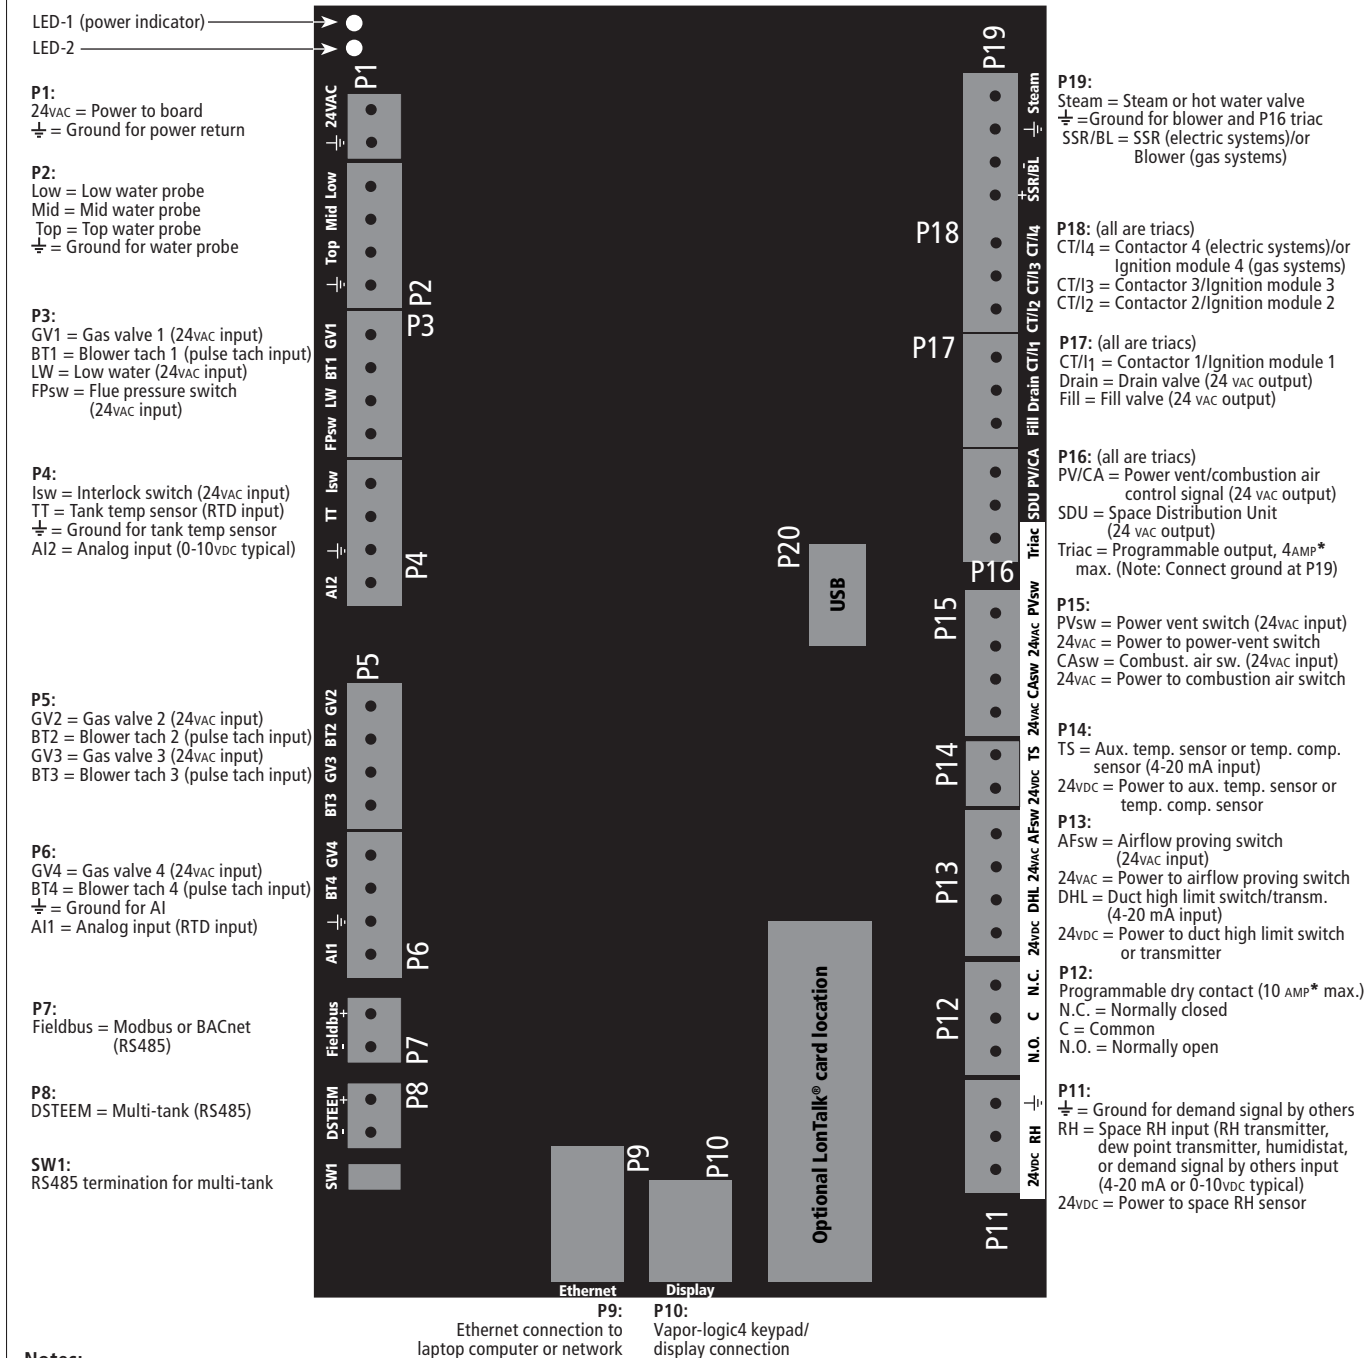 LED-1 (power indicator)
LED-2
P1:
24VAC = Power to board
⏚ = Ground for power return
P2:
Low = Low water probe
Mid = Mid water probe
Top = Top water probe
⏚ = Ground for water probe
P3:
GV1 = Gas valve 1 (24VAC input)
BT1 = Blower tach 1 (pulse tach input)
LW = Low water (24VAC input)
FPsw = Flue pressure switch
(24VAC input)
P4:
Isw = Interlock switch (24VAC input)
TT = Tank temp sensor (RTD input)
⏚ = Ground for tank temp sensor
AI2 = Analog input (0-10VDC typical)
P5:
GV2 = Gas valve 2 (24VAC input)
BT2 = Blower tach 2 (pulse tach input)
GV3 = Gas valve 3 (24VAC input)
BT3 = Blower tach 3 (pulse tach input)
P6:
GV4 = Gas valve 4 (24VAC input)
BT4 = Blower tach 4 (pulse tach input)
⏚ = Ground for AI
AI1 = Analog input (RTD input)
P7:
Fieldbus = Modbus or BACnet
(RS485)
P8:
DSTEEM = Multi-tank (RS485)
SW1:
RS485 termination for multi-tank
P1
⏚ 24VAC
⏚ Top Mid Low
P2
P3
FPsw LW BT1 GV1
AI2 ⏚ TT Isw
P4
P5
BT3 GV3 BT2 GV2
AI1 ⏚ BT4 GV4
P6
- Fieldbus +
P7
- DSTEEM +
P8
SW1
P9
Ethernet
P10
Display
Optional LonTalk® card location
P20
USB
P19
+ SSR/BL - ⏚ Steam
P18
CT/I2 CT/I3 CT/I4
P17
Fill Drain CT/I1
Triac SDU PV/CA
P16
P15
24VAC CAsw 24VAC PVsw
P14
24VDC TS
P13
24VDC DHL 24VAC AFsw
P12
N.O. C N.C.
24VDC RH ⏚
P11
P19:
Steam = Steam or hot water valve
⏚ =Ground for blower and P16 triac
SSR/BL = SSR (electric systems)/or
Blower (gas systems)
P18: (all are triacs)
CT/I4 = Contactor 4 (electric systems)/or
Ignition module 4 (gas systems)
CT/I3 = Contactor 3/Ignition module 3
CT/I2 = Contactor 2/Ignition module 2
P17: (all are triacs)
CT/I1 = Contactor 1/Ignition module 1
Drain = Drain valve (24 VAC output)
Fill = Fill valve (24 VAC output)
P16: (all are triacs)
PV/CA = Power vent/combustion air
control signal (24 VAC output)
SDU = Space Distribution Unit
(24 VAC output)
Triac = Programmable output, 4AMP*
max. (Note: Connect ground at P19)
P15:
PVsw = Power vent switch (24VAC input)
24VAC = Power to power-vent switch
CAsw = Combust. air sw. (24VAC input)
24VAC = Power to combustion air switch
P14:
TS = Aux. temp. sensor or temp. comp.
sensor (4-20 mA input)
24VDC = Power to aux. temp. sensor or
temp. comp. sensor
P13:
AFsw = Airflow proving switch
(24VAC input)
24VAC = Power to airflow proving switch
DHL = Duct high limit switch/transm.
(4-20 mA input)
24VDC = Power to duct high limit switch
or transmitter
P12:
Programmable dry contact (10 AMP* max.)
N.C. = Normally closed
C = Common
N.O. = Normally open
P11:
⏚ = Ground for demand signal by others
RH = Space RH input (RH transmitter,
dew point transmitter, humidistat,
or demand signal by others input
(4-20 mA or 0-10VDC typical)
24VDC = Power to space RH sensor
P9:
Ethernet connection to
laptop computer or network
P10:
Vapor-logic4 keypad/
display connection
Notes: